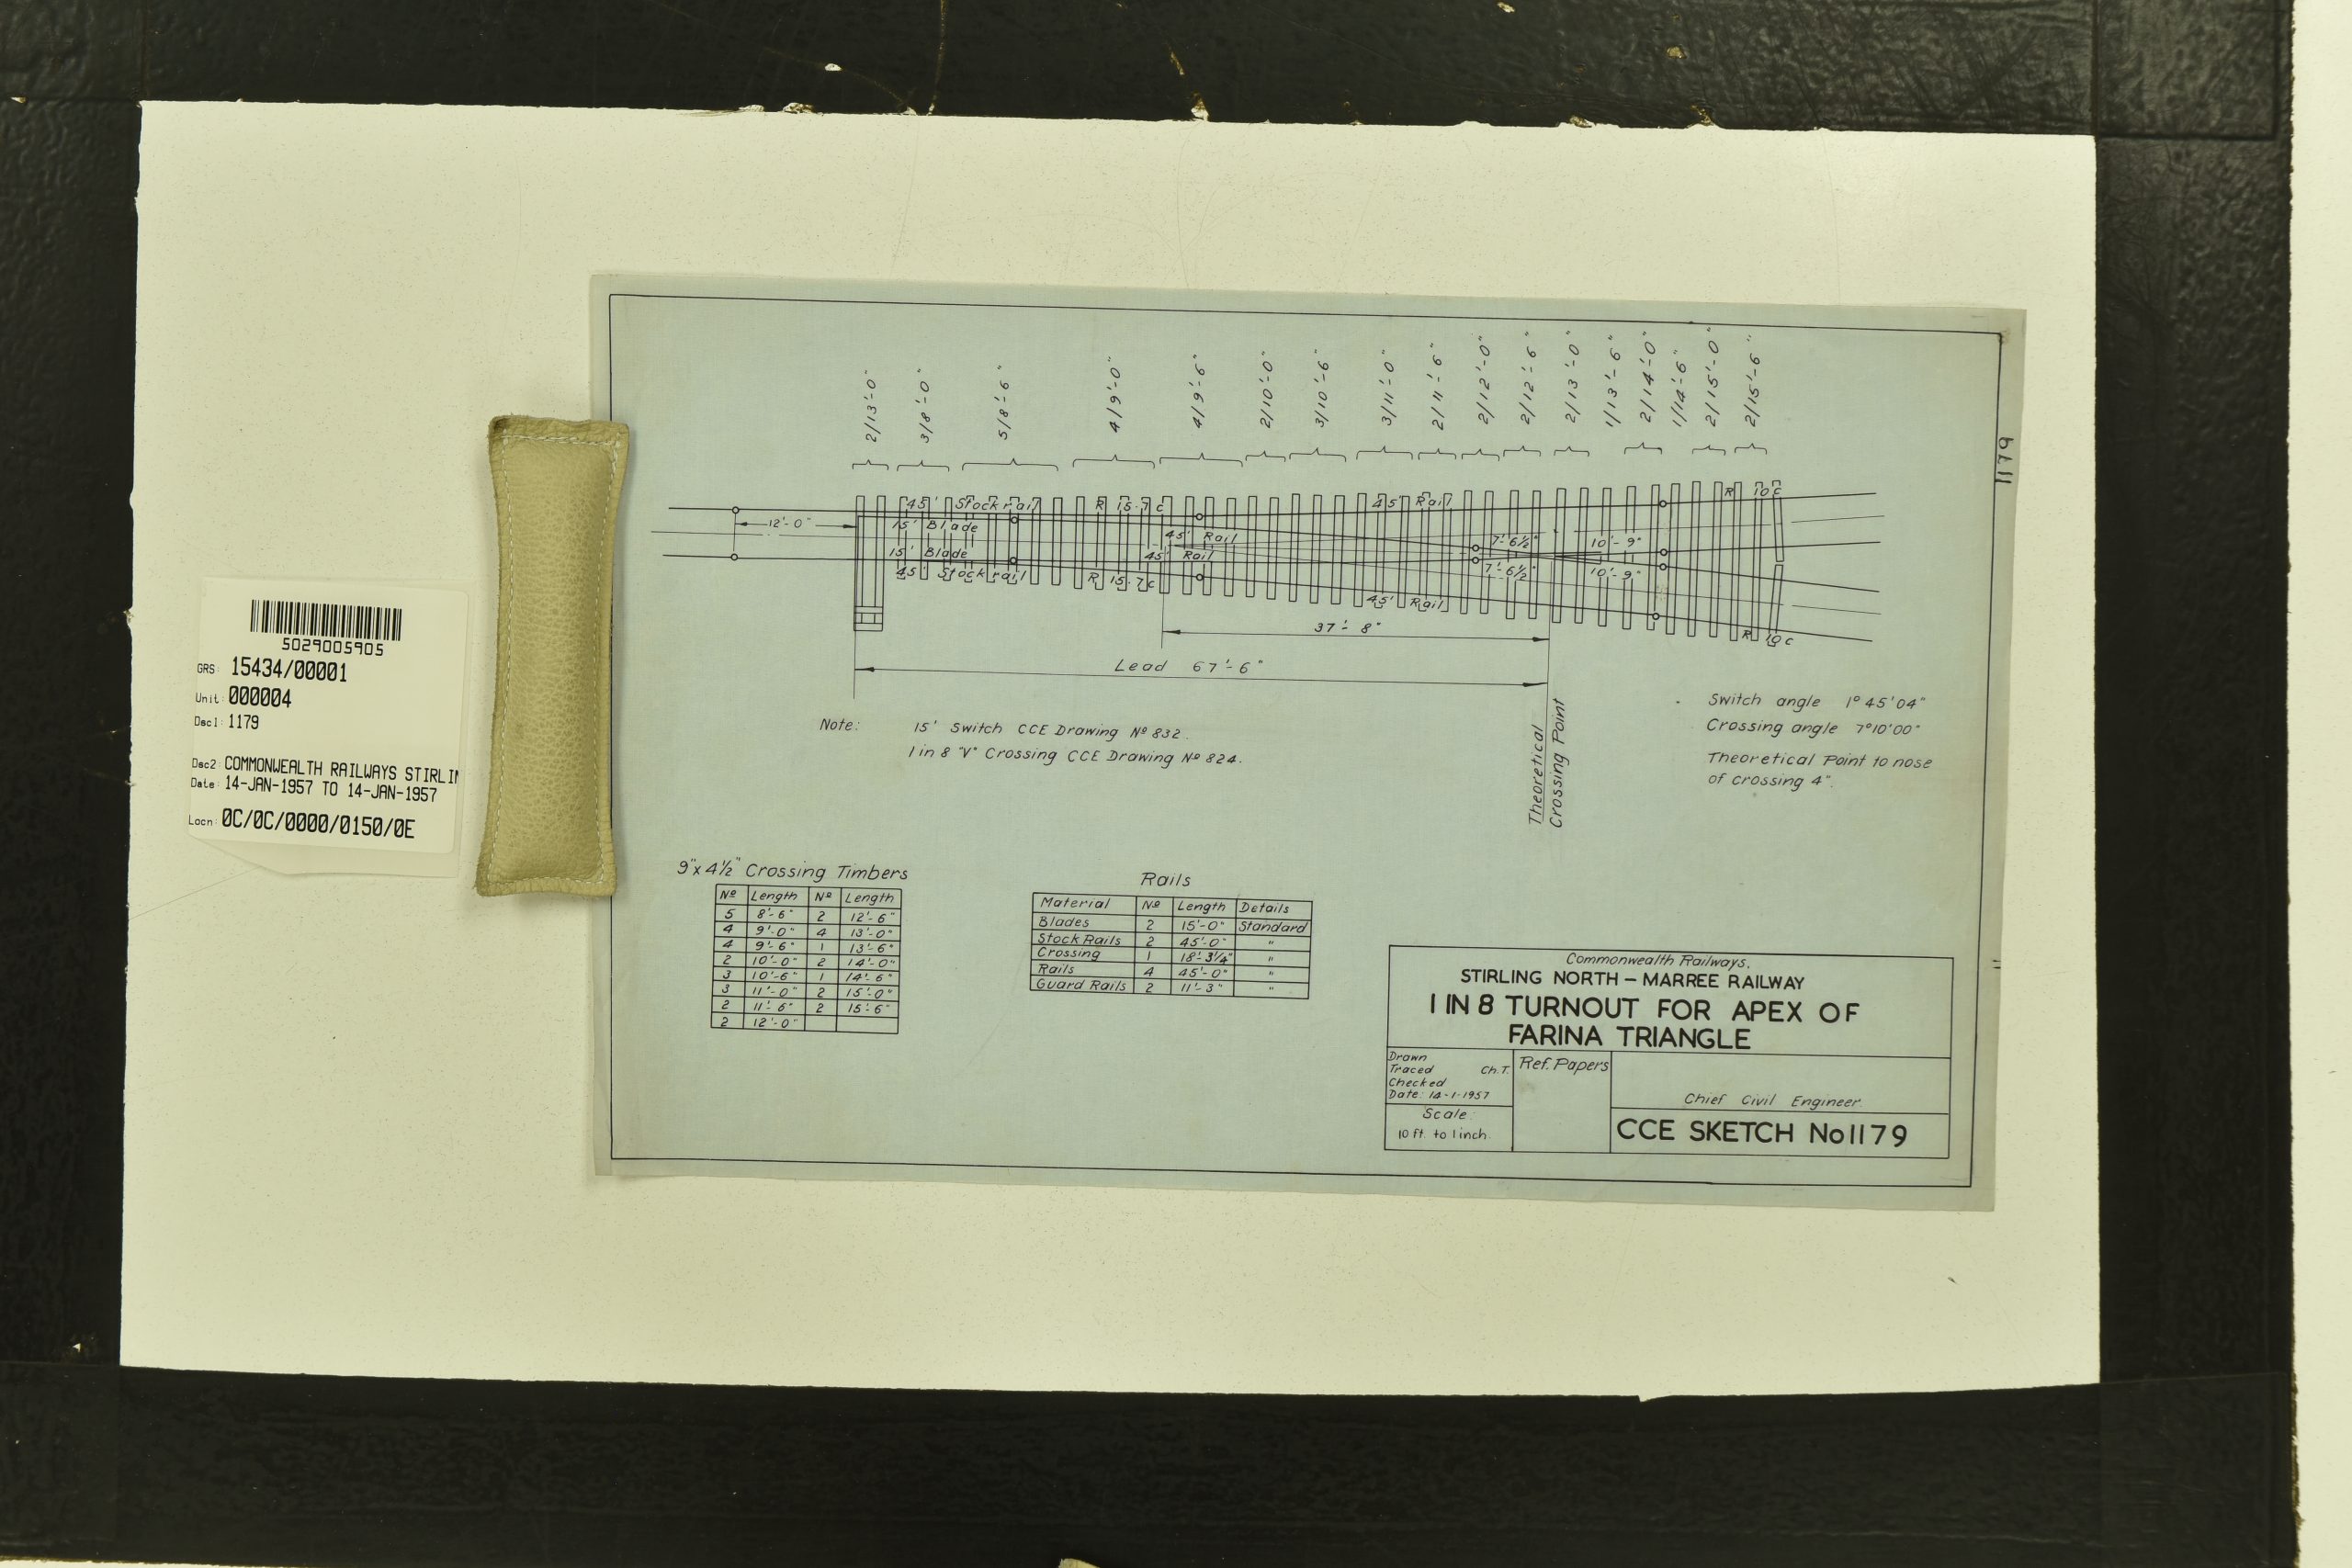 5029005905
GRS: 15434/00001
Unit: 000004
Dsc1: 1179
Dsc2: COMMONWEALTH RAILWAYS STIRLI
Date: 14-JAN-1957 TO 14-JAN-1957
Locn: 0C/0C/0000/0150/0E
2/13'-0"
3/8'-0"
5/8'-6"
4/9'-0"
4/9'-6"
2/10'-0"
3/10'-6"
3/11'-0"
2/11'-6"
2/12'-0"
2/12'-6"
2/13'-0"
1/13'-6"
2/14'-0"
1/14'-6"
2/15'-0"
2/15'-6"
1179
45' Stock rail R 15.7c 45' Rail R 10c
12'-0"
15' Blade
45' Rail 7'-6½" 10'-9"
15' Blade 45' Rail
7'-6½" 10'-9"
45' Stock rail R 15.7c
45' Rail R 10c
37'-8"
Lead 67'-6"
Theoretical
Crossing Point
Note: 15' Switch CCE Drawing Nº 832.
1 in 8 "V" Crossing CCE Drawing Nº 824.
Switch angle 1°45'04"
Crossing angle 7°10'00"
Theoretical Point to nose
of crossing 4".
9"x 4½" Crossing Timbers
Nº Length Nº Length
5 8'-6" 2 12'-6"
4 9'-0" 4 13'-0"
4 9'-6" 1 13'-6"
2 10'-0" 2 14'-0"
3 10'-6" 1 14'-6"
3 11'-0" 2 15'-0"
2 11'-6" 2 15'-6"
2 12'-0"
Rails
Material Nº Length Details
Blades 2 15'-0" Standard
Stock Rails 2 45'-0" "
Crossing 1 18'-3¼" "
Rails 4 45'-0" "
Guard Rails 2 11'-3" "
Commonwealth Railways.
STIRLING NORTH – MARREE RAILWAY
1 IN 8 TURNOUT FOR APEX OF
FARINA TRIANGLE
Drawn
Traced Ch.T.
Checked
Date: 14-1-1957
Scale:
10 ft. to 1 inch.
Ref. Papers
Chief Civil Engineer
CCE SKETCH No 1179